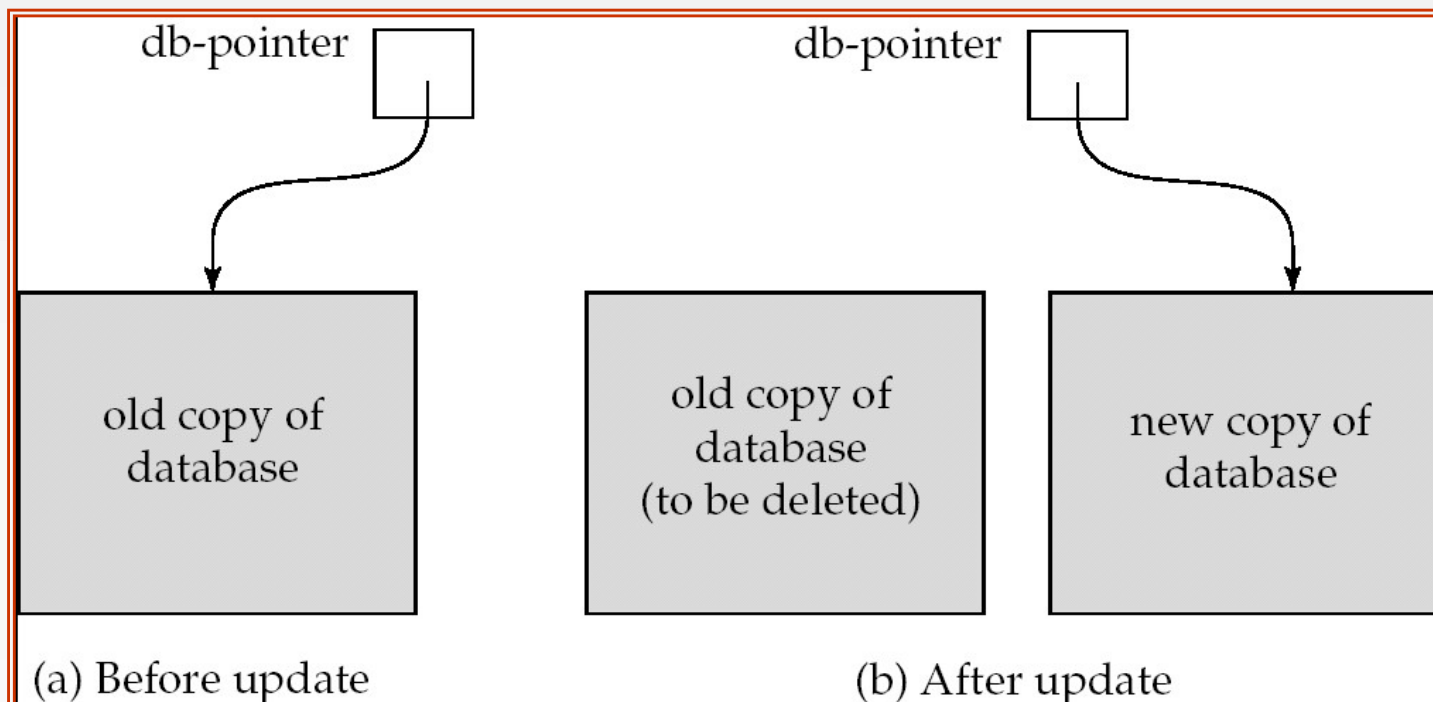 db-pointer
old copy of
database
(a) Before update
db-pointer
old copy of
database
(to be deleted)
new copy of
database
(b) After update